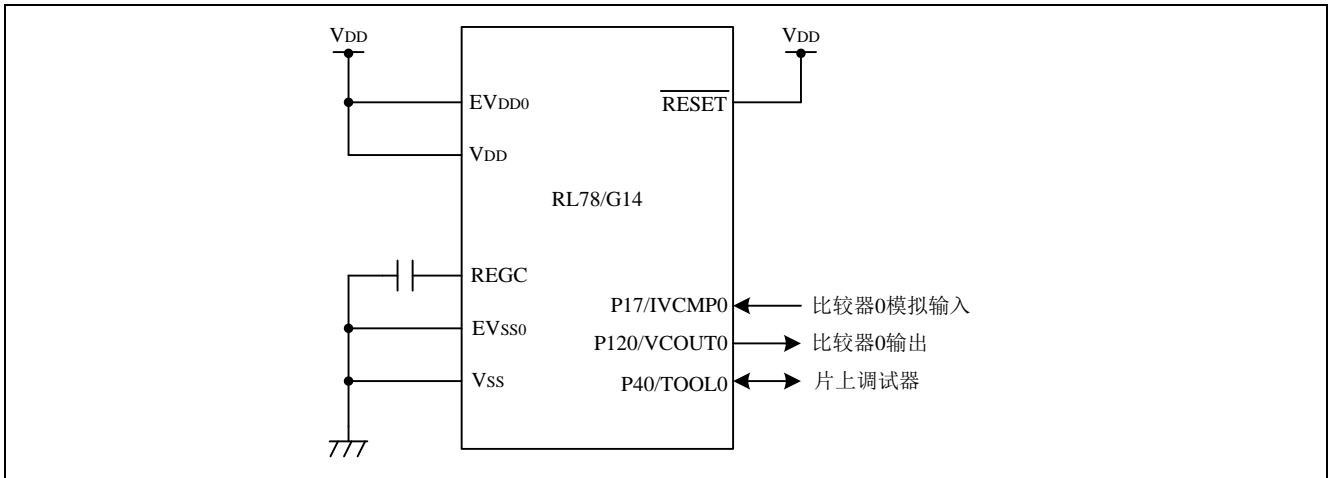 VDD
VDD
EVDD0
RESET
VDD
RL78/G14
REGC
P17/IVCMP0
比较器0模拟输入
EVSS0
P120/VCOUT0
比较器0输出
VSS
P40/TOOL0
片上调试器